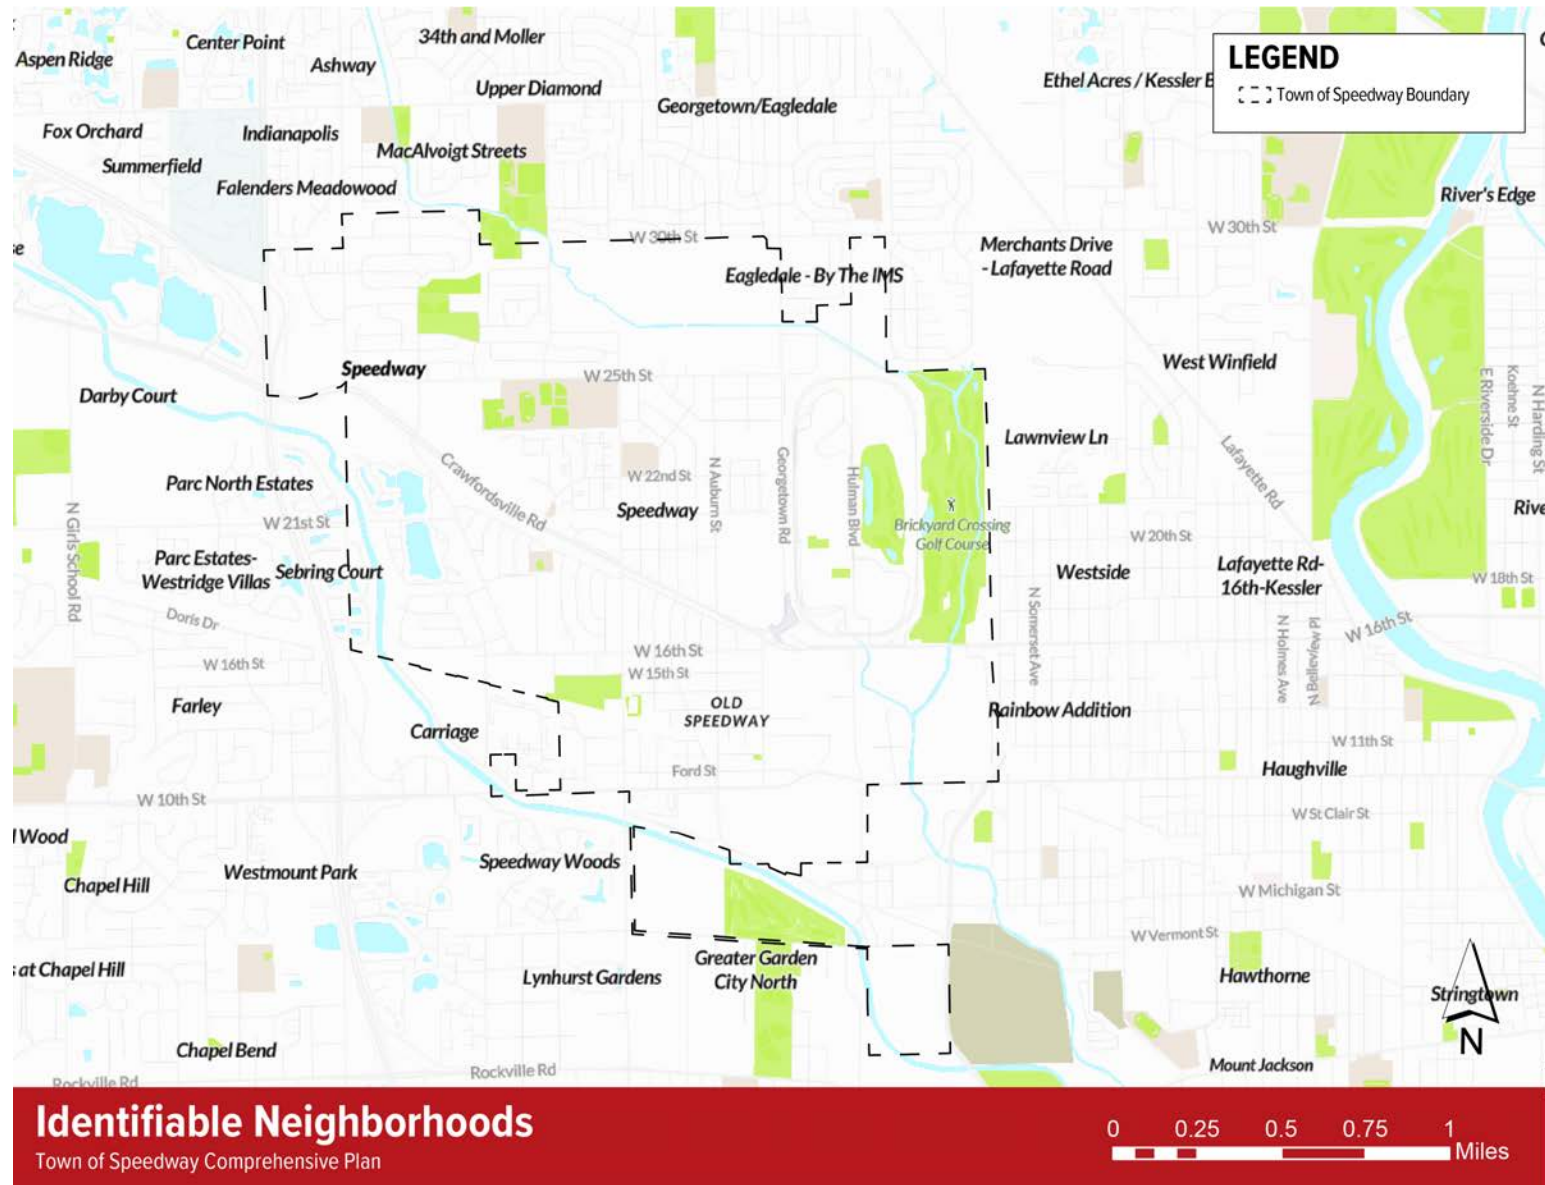 Center Point
34th and Moller
Aspen Ridge
Ashway
Upper Diamond
Georgetown/Eagledale
Ethel Acres / Kessler B
LEGEND
Town of Speedway Boundary
Fox Orchard
Indianapolis
Summerfield
MacAlvoigt Streets
Falenders Meadowood
River's Edge
W 30th St
W 30th St
Merchants Drive
- Lafayette Road
Eagledale - By The IMS
Speedway
W 25th St
West Winfield
Darby Court
E Riverside Dr
Koehne St
N Harding St
Lawnview Ln
Lafayette Rd
Crawfordsville Rd
W 22nd St
N Auburn St
Georgetown Rd
Hulman Blvd
Parc North Estates
Speedway
W 21st St
N Girls School Rd
Brickyard Crossing
Golf Course
W 20th St
Rive
Parc Estates-
Westridge Villas
Sebring Court
Westside
Lafayette Rd-
16th-Kessler
W 18th St
Doris Dr
N Somerset Ave
N Holmes Ave
N Bellevieu Pl
W 16th St
W 16th St
W 16th St
W 15th St
Farley
OLD
SPEEDWAY
Rainbow Addition
Carriage
W 11th St
Ford St
Haughville
W 10th St
W St Clair St
l Wood
Speedway Woods
Westmount Park
Chapel Hill
W Michigan St
W Vermont St
s at Chapel Hill
Lynhurst Gardens
Greater Garden
City North
Hawthorne
Stringtown
N
Chapel Bend
Rockville Rd
Rockville Rd
Mount Jackson
Identifiable Neighborhoods
Town of Speedway Comprehensive Plan
0 0.25 0.5 0.75 1
Miles